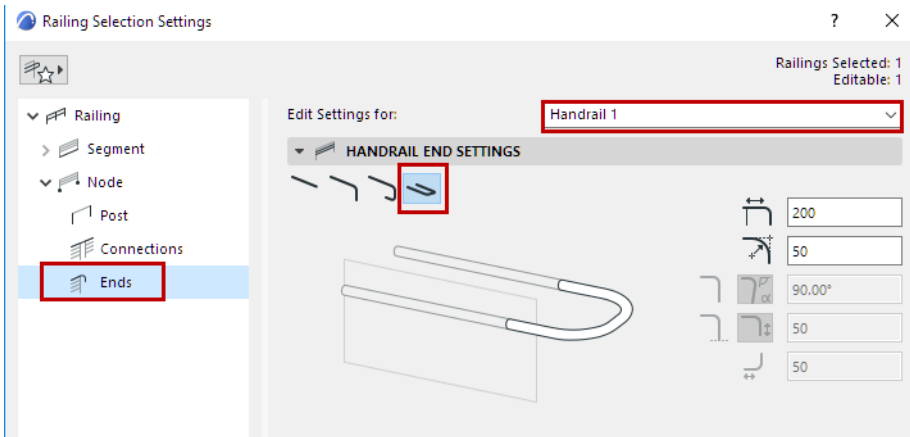 Railing Selection Settings
?
Railings Selected: 1
Editable: 1
Railing
Segment
Node
Post
Connections
Ends
Edit Settings for:
Handrail 1
HANDRAIL END SETTINGS
200
50
α
90.00°
50
50